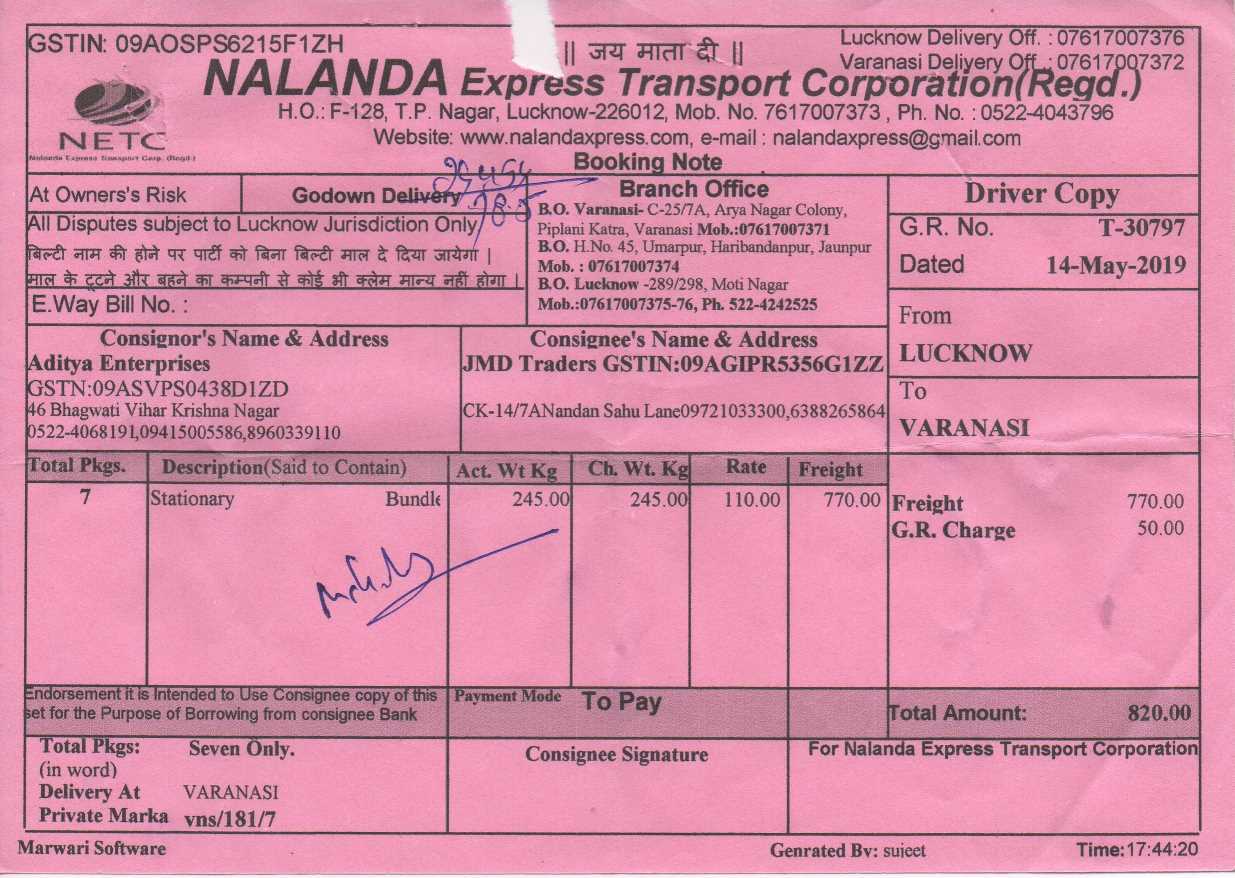 GSTIN: 09AOSPS6215F1ZH
|| जय माता दी ||
Lucknow Delivery Off. : 07617007376
Varanasi Delivery Off. : 07617007372
NALANDA Express Transport Corporation(Regd.)
H.O.: F-128, T.P. Nagar, Lucknow-226012, Mob. No. 7617007373 , Ph. No. : 0522-4043796
Website: www.nalandaxpress.com, e-mail : nalandaxpress@gmail.com
NETC
Nalanda Express Transport Corp. (Regd.)
Booking Note
At Owners's Risk
Godown Delivery
All Disputes subject to Lucknow Jurisdiction Only
बिल्टी नाम की होने पर पार्टी को बिना बिल्टी माल दे दिया जायेगा |
माल के टूटने और बहने का कम्पनी से कोई भी क्लेम मान्य नहीं होगा |
E.Way Bill No. :
Branch Office
B.O. Varanasi- C-25/7A, Arya Nagar Colony,
Piplani Katra, Varanasi Mob.:07617007371
B.O. H.No. 45, Umarpur, Haribandanpur, Jaunpur
Mob. : 07617007374
B.O. Lucknow -289/298, Moti Nagar
Mob.:07617007375-76, Ph. 522-4242525
Driver Copy
G.R. No. T-30797
Dated 14-May-2019
From
LUCKNOW
To
VARANASI
Consignor's Name & Address
Aditya Enterprises
GSTN:09ASVPS0438D1ZD
46 Bhagwati Vihar Krishna Nagar
0522-4068191,09415005586,8960339110
Consignee's Name & Address
JMD Traders GSTIN:09AGIPR5356G1ZZ
CK-14/7ANandan Sahu Lane09721033300,6388265864
Total Pkgs. Description(Said to Contain) Act. Wt Kg Ch. Wt. Kg Rate Freight
7 Stationary Bundle 245.00 245.00 110.00 770.00
Freight 770.00
G.R. Charge 50.00
Endorsement it is Intended to Use Consignee copy of this
set for the Purpose of Borrowing from consignee Bank
Payment Mode To Pay
Total Amount: 820.00
Total Pkgs: Seven Only.
(in word)
Delivery At VARANASI
Private Marka vns/181/7
Consignee Signature
For Nalanda Express Transport Corporation
Marwari Software
Genrated By: sujeet
Time:17:44:20